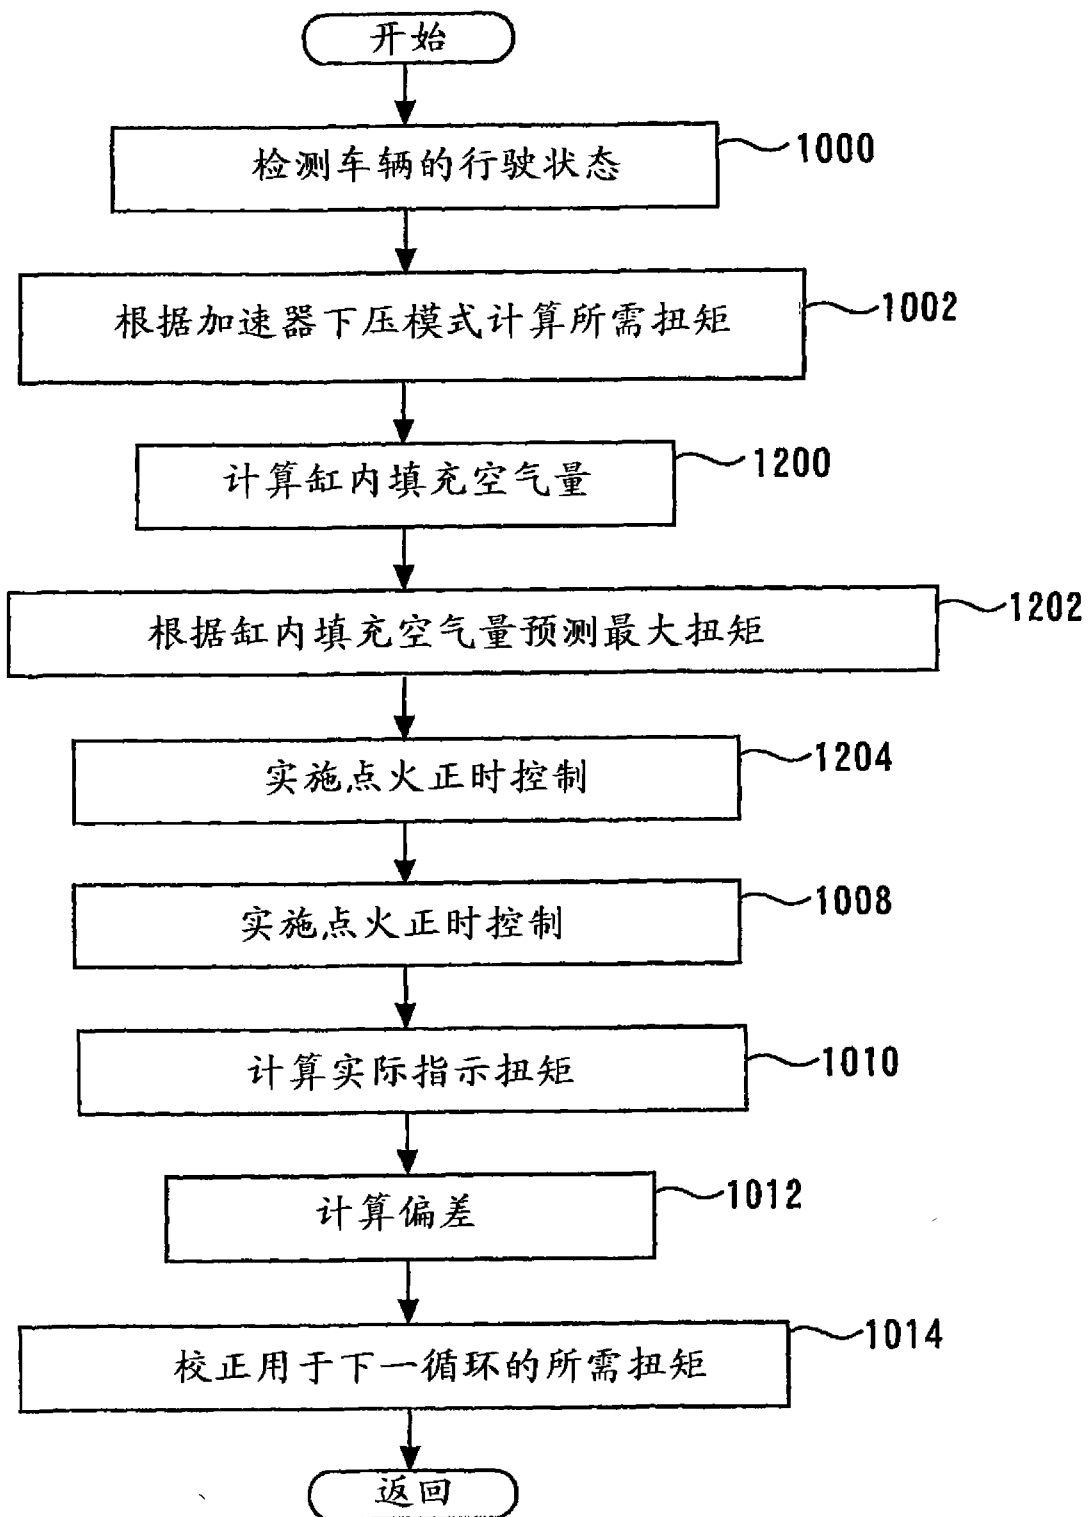 开始
检测车辆的行驶状态
1000
根据加速器下压模式计算所需扭矩
1002
计算缸内填充空气量
1200
根据缸内填充空气量预测最大扭矩
1202
实施点火正时控制
1204
实施点火正时控制
1008
计算实际指示扭矩
1010
计算偏差
1012
校正用于下一循环的所需扭矩
1014
返回